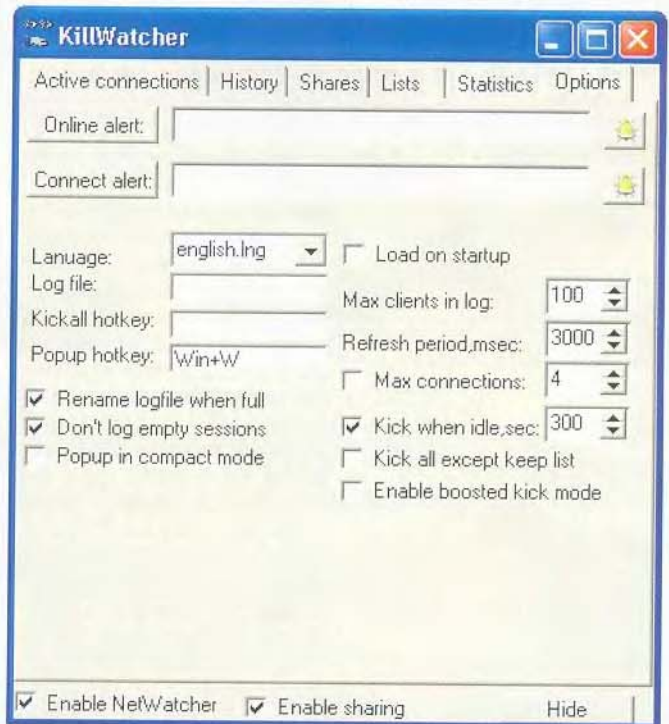 KillWatcher
Active connections History Shares Lists Statistics Options
Online alert:
Connect alert:
Lanuage: english.lng
Log file:
Kickall hotkey:
Popup hotkey: Win+W
Rename logfile when full
Don't log empty sessions
Popup in compact mode
Load on startup
Max clients in log: 100
Refresh period,msec: 3000
Max connections: 4
Kick when idle,sec: 300
Kick all except keep list
Enable boosted kick mode
Enable NetWatcher Enable sharing Hide